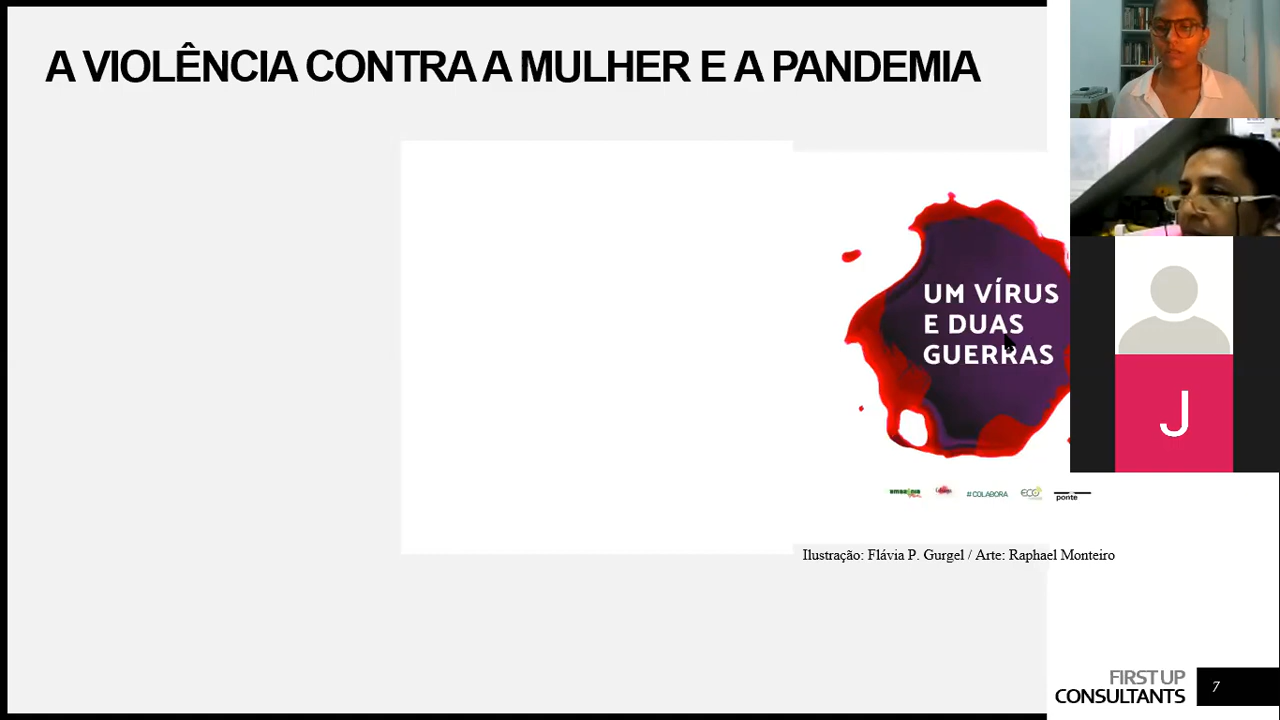 A VIOLÊNCIA CONTRA A MULHER E A PANDEMIA
UM VÍRUS
E DUAS
GUERRAS
#COLABORA
ECO
ponte
Ilustração: Flávia P. Gurgel / Arte: Raphael Monteiro
J
FIRST UP
CONSULTANTS
7